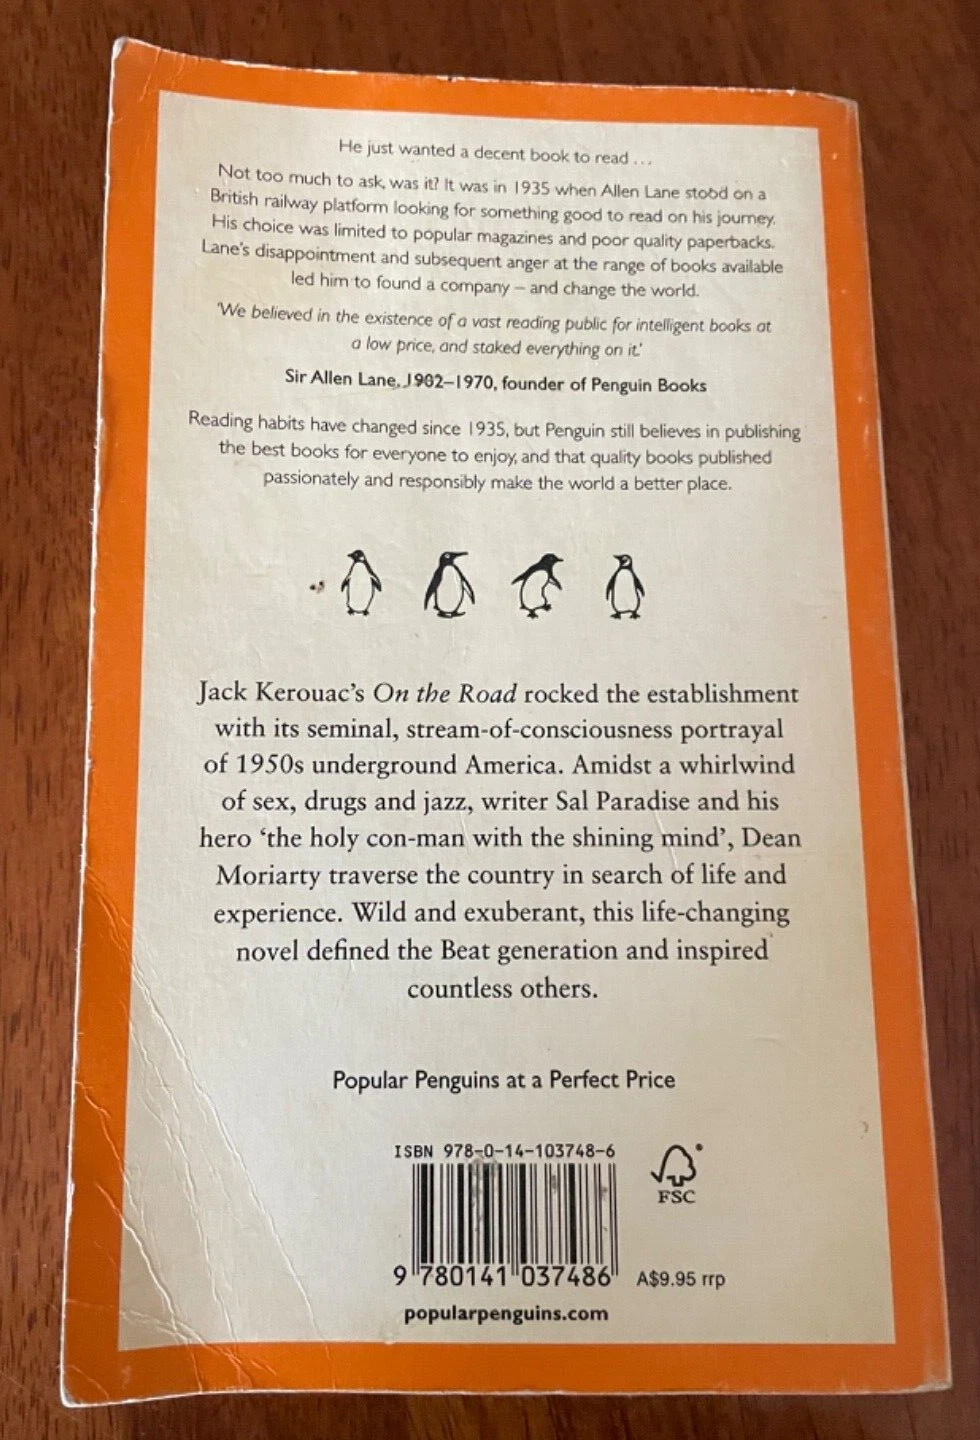 He just wanted a decent book to read ...
Not too much to ask, was it? It was in 1935 when Allen Lane stood on a
British railway platform looking for something good to read on his journey.
His choice was limited to popular magazines and poor quality paperbacks.
Lane's disappointment and subsequent anger at the range of books available
led him to found a company – and change the world.
'We believed in the existence of a vast reading public for intelligent books at
a low price, and staked everything on it.'
Sir Allen Lane, 1902–1970, founder of Penguin Books
Reading habits have changed since 1935, but Penguin still believes in publishing
the best books for everyone to enjoy, and that quality books published
passionately and responsibly make the world a better place.
Jack Kerouac's On the Road rocked the establishment
with its seminal, stream-of-consciousness portrayal
of 1950s underground America. Amidst a whirlwind
of sex, drugs and jazz, writer Sal Paradise and his
hero 'the holy con-man with the shining mind', Dean
Moriarty traverse the country in search of life and
experience. Wild and exuberant, this life-changing
novel defined the Beat generation and inspired
countless others.
Popular Penguins at a Perfect Price
ISBN 978-0-14-103748-6
FSC
9 780141 037486
A$9.95 rrp
popularpenguins.com